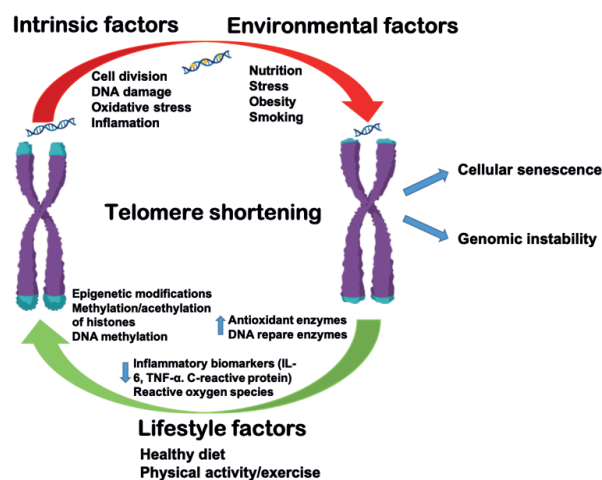 Intrinsic factors
Environmental factors
Cell division
DNA damage
Oxidative stress
Inflamation
Nutrition
Stress
Obesity
Smoking
Cellular senescence
Telomere shortening
Genomic instability
Epigenetic modifications
Methylation/acethylation
of histones
DNA methylation
Antioxidant enzymes
DNA repare enzymes
Inflammatory biomarkers (IL-
6, TNF-α. C-reactive protein)
Reactive oxygen species
Lifestyle factors
Healthy diet
Physical activity/exercise